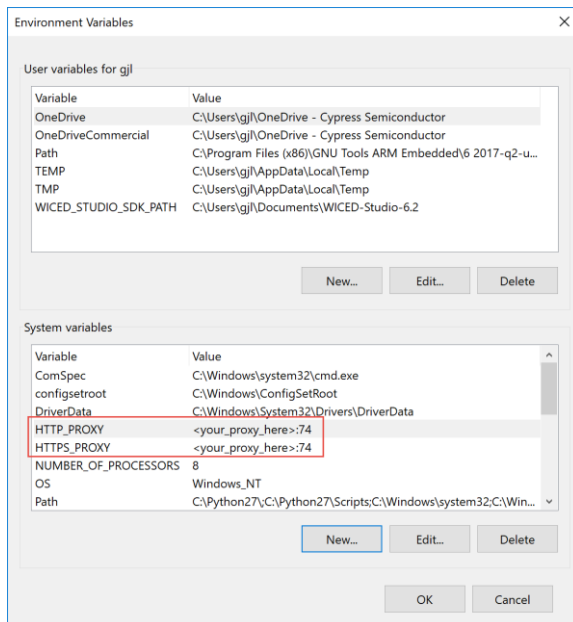 Environment Variables
User variables for gjl
Variable Value
OneDrive C:\Users\gjl\OneDrive - Cypress Semiconductor
OneDriveCommercial C:\Users\gjl\OneDrive - Cypress Semiconductor
Path C:\Program Files (x86)\GNU Tools ARM Embedded\6 2017-q2-u...
TEMP C:\Users\gjl\AppData\Local\Temp
TMP C:\Users\gjl\AppData\Local\Temp
WICED_STUDIO_SDK_PATH C:\Users\gjl\Documents\WICED-Studio-6.2
New... Edit... Delete
System variables
Variable Value
ComSpec C:\Windows\system32\cmd.exe
configsetroot C:\Windows\ConfigSetRoot
DriverData C:\Windows\System32\Drivers\DriverData
HTTP_PROXY <your_proxy_here>:74
HTTPS_PROXY <your_proxy_here>:74
NUMBER_OF_PROCESSORS 8
OS Windows_NT
Path C:\Python27\;C:\Python27\Scripts;C:\Windows\system32;C:\Win...
New... Edit... Delete
OK Cancel